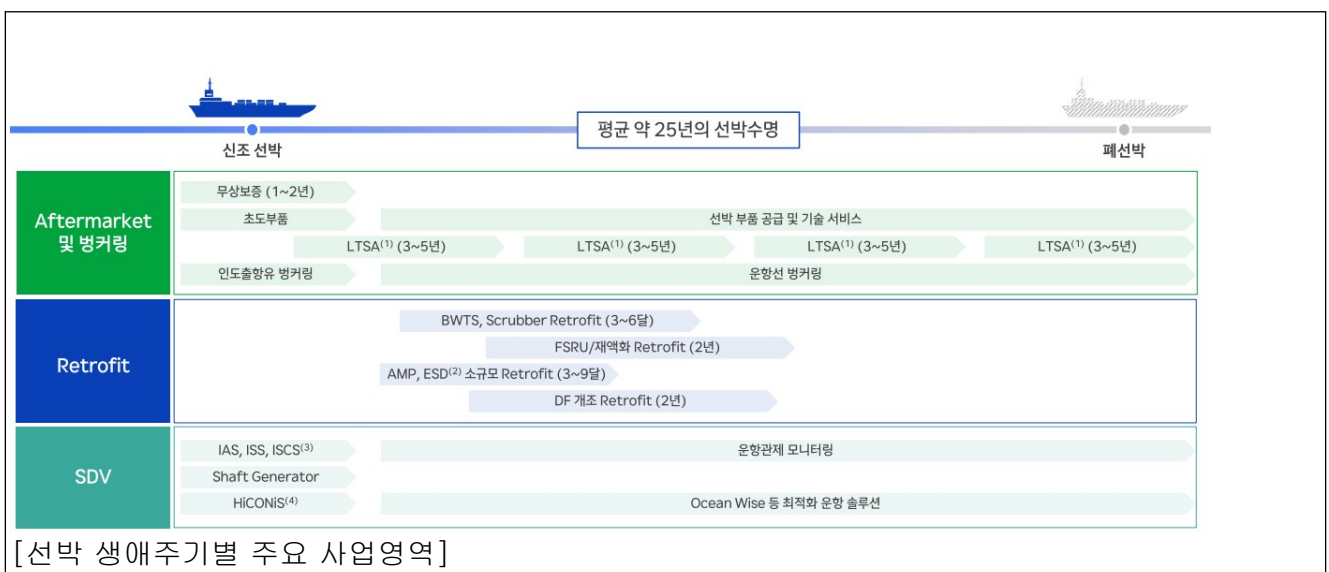 평균 약 25년의 선박수명
신조 선박
폐선박
Aftermarket
및 벙커링
무상보증 (1~2년)
초도부품
선박 부품 공급 및 기술 서비스
LTSA(1) (3~5년)
LTSA(1) (3~5년)
LTSA(1) (3~5년)
LTSA(1) (3~5년)
인도출항유 벙커링
운항선 벙커링
Retrofit
BWTS, Scrubber Retrofit (3~6달)
FSRU/재액화 Retrofit (2년)
AMP, ESD(2) 소규모 Retrofit (3~9달)
DF 개조 Retrofit (2년)
SDV
IAS, ISS, ISCS(3)
운항관제 모니터링
Shaft Generator
HiCONiS(4)
Ocean Wise 등 최적화 운항 솔루션
[선박 생애주기별 주요 사업영역]